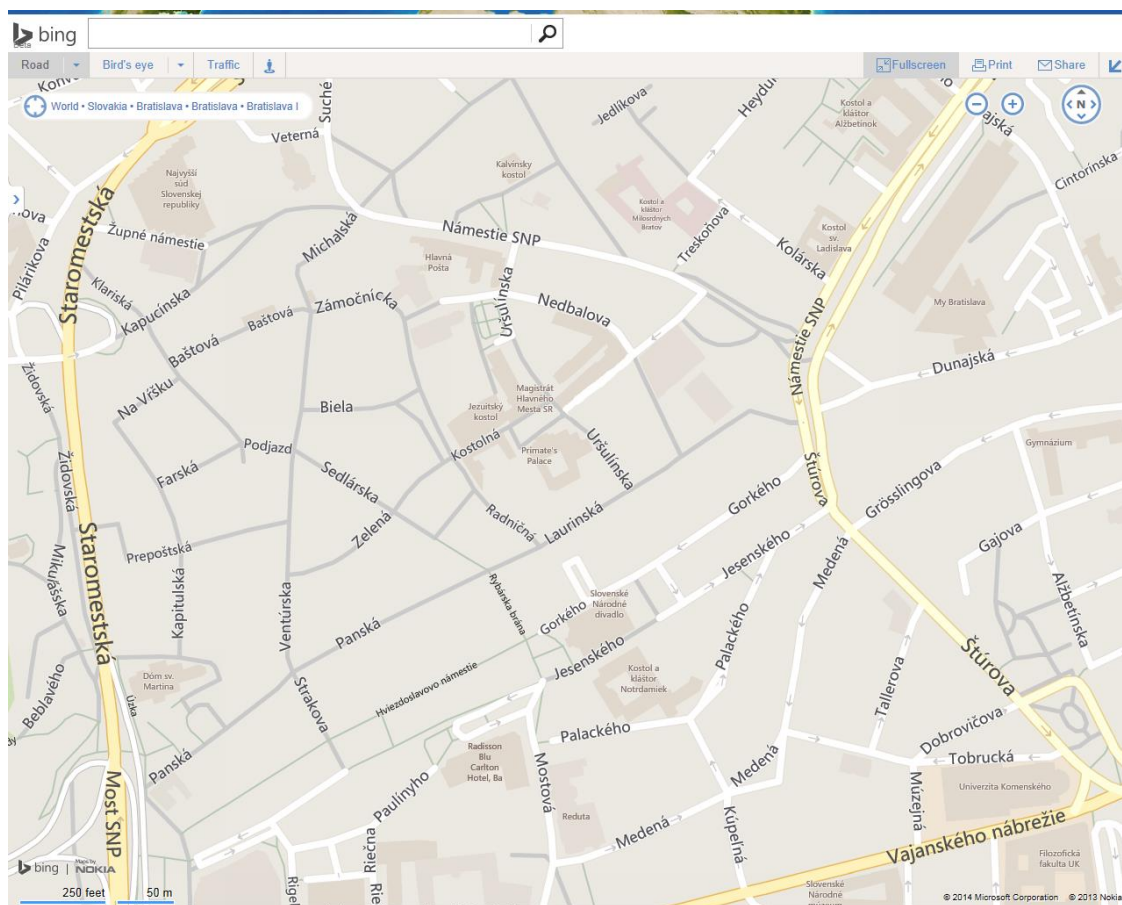 bing
beta
Road
Bird's eye
Traffic
Fullscreen
Print
Share
World • Slovakia • Bratislava • Bratislava • Bratislava I
N
Suché
Veterná
Jedlíkova
Heydu
Kostol a
kláštor
Alžbetínok
ajská
Cintorínska
Najvyšší
súd
Slovenskej
republiky
Kalvinsky
kostol
Kostol a
kláštor
Milosrdnych
Bratov
Treskoňova
Kolárska
Kostol
sv.
Ladislava
Pilárikova
Župné námestie
Michalská
Námestie SNP
Hlavná
Pošta
Uršulínska
Nedbalova
My Bratislava
Staromestská
Klariská
Kapucínska
Baštová
Baštová
Zámočnícka
Námestie SNP
Dunajská
Židovská
Na Vŕšku
Biela
Jezuitský
kostol
Magistrát
Hlavného
Mesta SR
Kostolná
Primate's
Palace
Uršulínska
Gymnázium
Podjazd
Farská
Sedlárska
Štúrova
Gorkého
Grösslingova
Židovská
Zelená
Radničná
Laurinská
Jesenského
Medená
Gajova
Staromestská
Mikulášska
Prepoštská
Kapitulská
Ventúrska
Panská
Rybárska brána
Gorkého
Slovenské
Národné
divadlo
Alžbetínska
Beblavého
Dóm sv.
Martina
Úzka
Strakova
Hviezdoslavovo námestie
Jesenského
Kostol a
kláštor
Notrdamiek
Palackého
Tallerova
Štúrova
Panská
Most SNP
Radisson
Blu
Carlton
Hotel, Ba
Palackého
Paulínyho
Mostová
Medená
Dobrovičova
Tobrucká
Univerzita Komenského
Múzejná
Riečna
Reduta
Medená
Kúpeľná
Vajanského nábrežie
Filozofická
fakulta UK
Slovenské
Národné
bing | Maps by NOKIA
250 feet 50 m
© 2014 Microsoft Corporation © 2013 Nokia